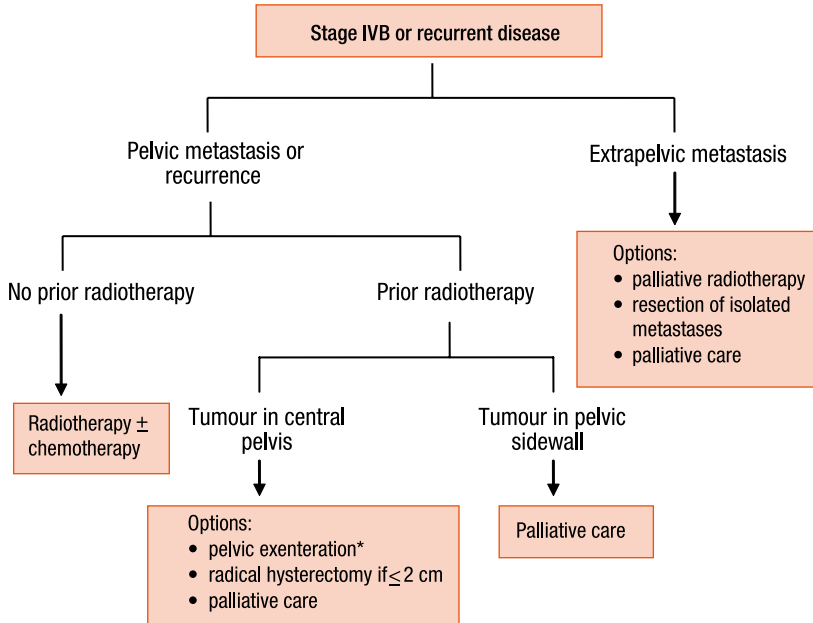 Stage IVB or recurrent disease
Pelvic metastasis or
recurrence
Extrapelvic metastasis
Options:
• palliative radiotherapy
• resection of isolated
metastases
• palliative care
No prior radiotherapy
Prior radiotherapy
Radiotherapy ±
chemotherapy
Tumour in central
pelvis
Tumour in pelvic
sidewall
Options:
• pelvic exenteration*
• radical hysterectomy if ≤ 2 cm
• palliative care
Palliative care